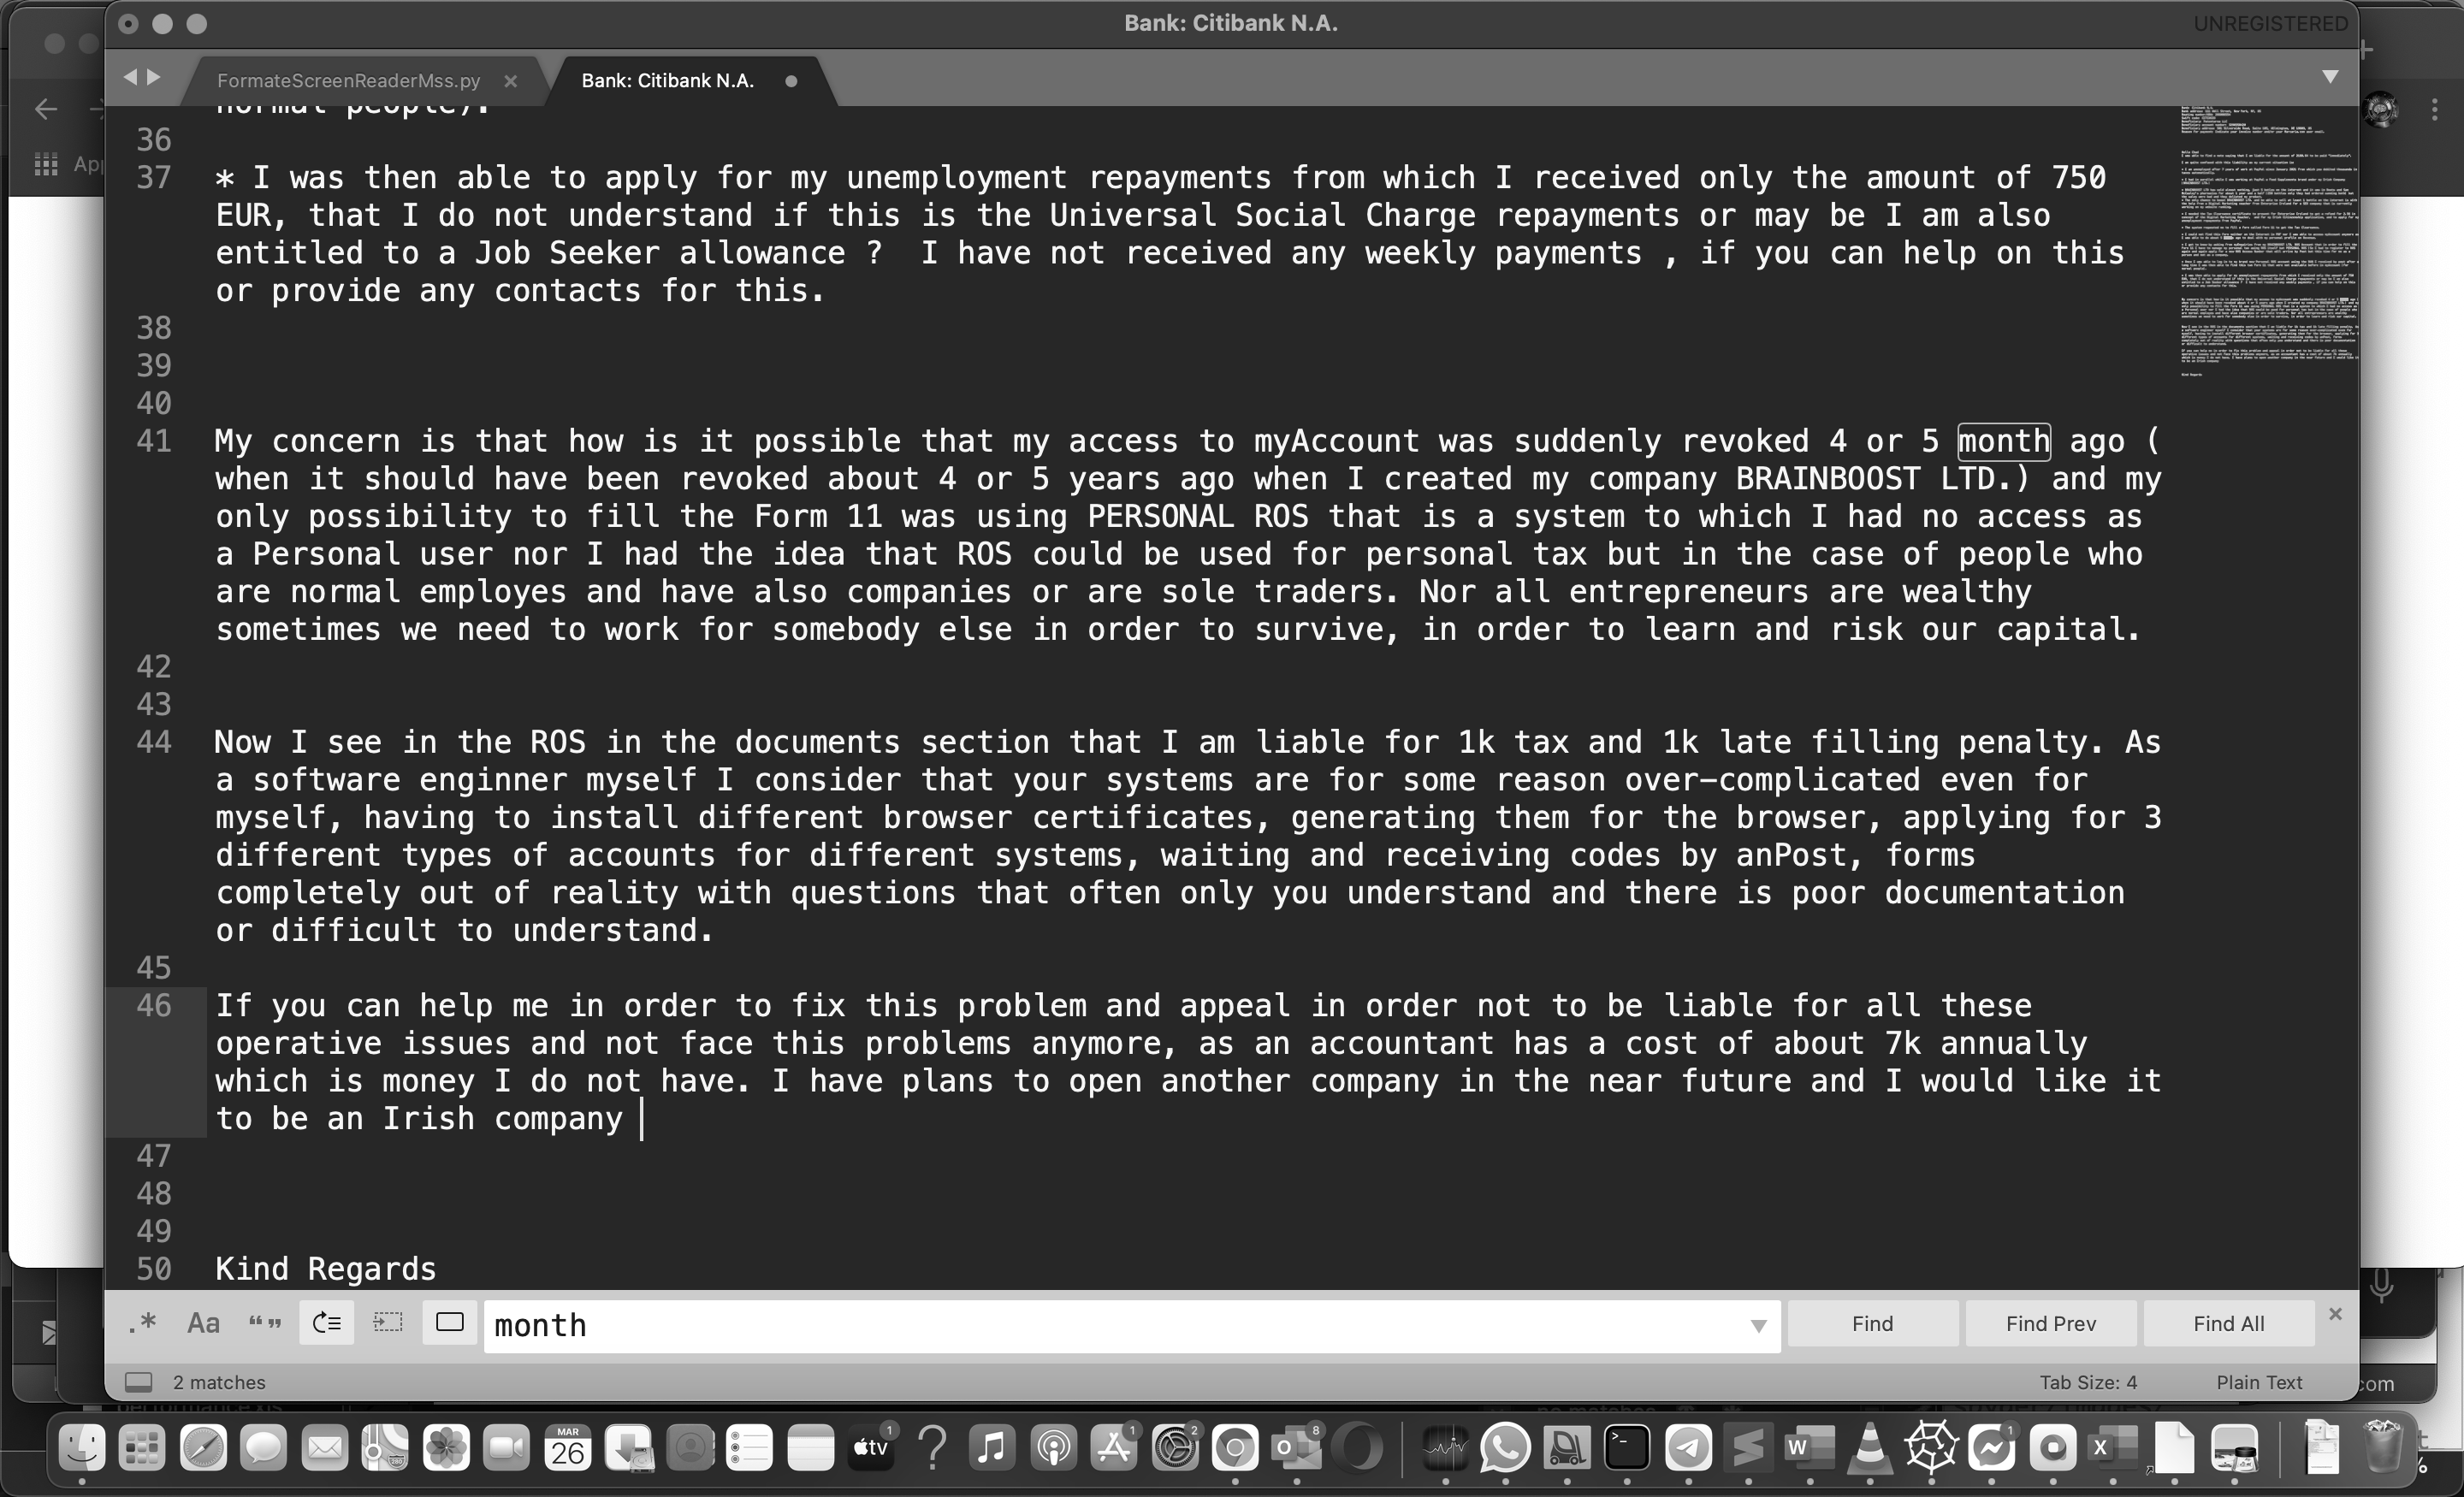 Bank: Citibank N.A.
UNREGISTERED
FormateScreenReaderMss.py
Bank: Citibank N.A.
App
normal people).
36
37 * I was then able to apply for my unemployment repayments from which I received only the amount of 750
EUR, that I do not understand if this is the Universal Social Charge repayments or may be I am also
entitled to a Job Seeker allowance ?  I have not received any weekly payments , if you can help on this
or provide any contacts for this.
38
39
40
41 My concern is that how is it possible that my access to myAccount was suddenly revoked 4 or 5 month ago (
when it should have been revoked about 4 or 5 years ago when I created my company BRAINBOOST LTD.) and my
only possibility to fill the Form 11 was using PERSONAL ROS that is a system to which I had no access as
a Personal user nor I had the idea that ROS could be used for personal tax but in the case of people who
are normal employes and have also companies or are sole traders. Nor all entrepreneurs are wealthy
sometimes we need to work for somebody else in order to survive, in order to learn and risk our capital.
42
43
44 Now I see in the ROS in the documents section that I am liable for 1k tax and 1k late filling penalty. As
a software enginner myself I consider that your systems are for some reason over-complicated even for
myself, having to install different browser certificates, generating them for the browser, applying for 3
different types of accounts for different systems, waiting and receiving codes by anPost, forms
completely out of reality with questions that often only you understand and there is poor documentation
or difficult to understand.
45
46 If you can help me in order to fix this problem and appeal in order not to be liable for all these
operative issues and not face this problems anymore, as an accountant has a cost of about 7k annually
which is money I do not have. I have plans to open another company in the near future and I would like it
to be an Irish company
47
48
49
50 Kind Regards
.* Aa “” month Find Find Prev Find All
2 matches Tab Size: 4 Plain Text
com
MAR
26
tv
1
1
2
8
1
W
X